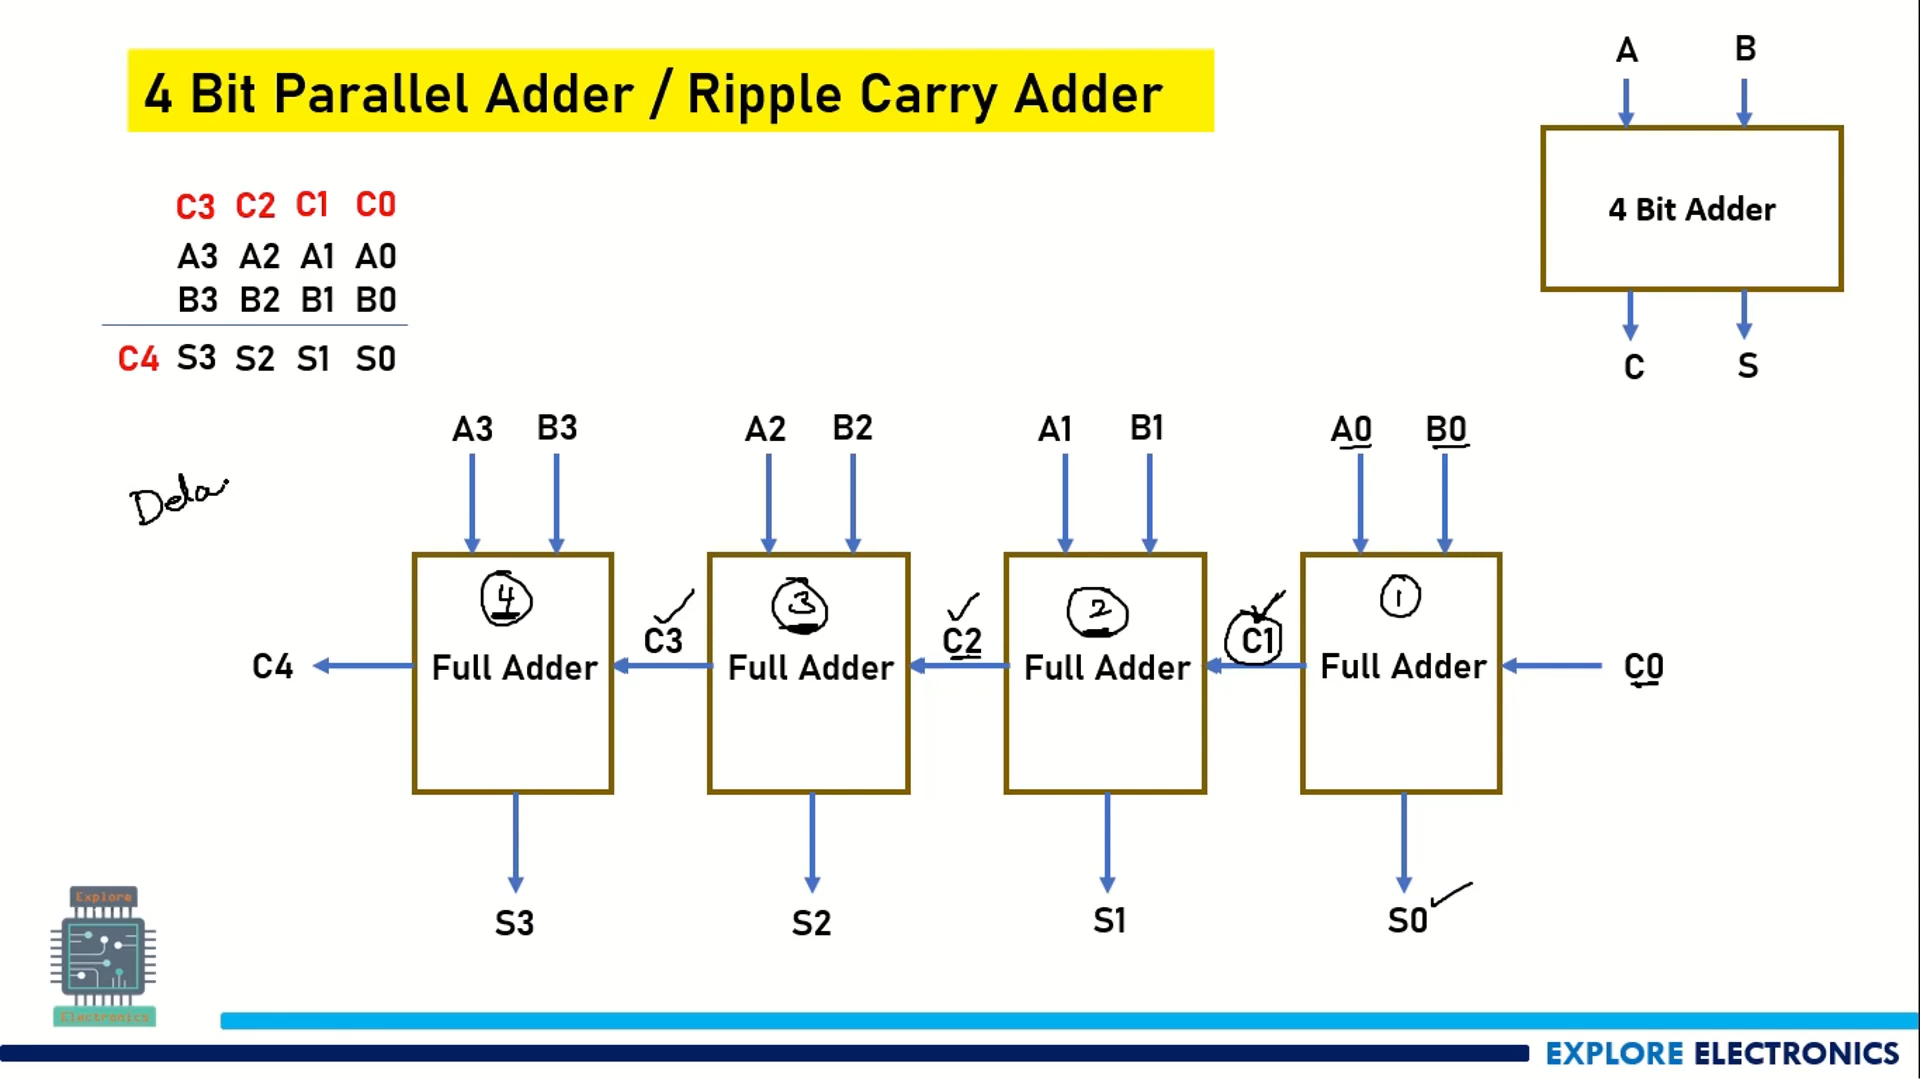 4 Bit Parallel Adder / Ripple Carry Adder
A B
4 Bit Adder
C S
C3 C2 C1 C0
A3 A2 A1 A0
B3 B2 B1 B0
C4 S3 S2 S1 S0
Dela
A3 B3 A2 B2 A1 B1 A0 B0
4 3 2 1
C4 Full Adder C3 Full Adder C2 Full Adder C1 Full Adder C0
S3 S2 S1 S0
Explore
Electronics
EXPLORE ELECTRONICS